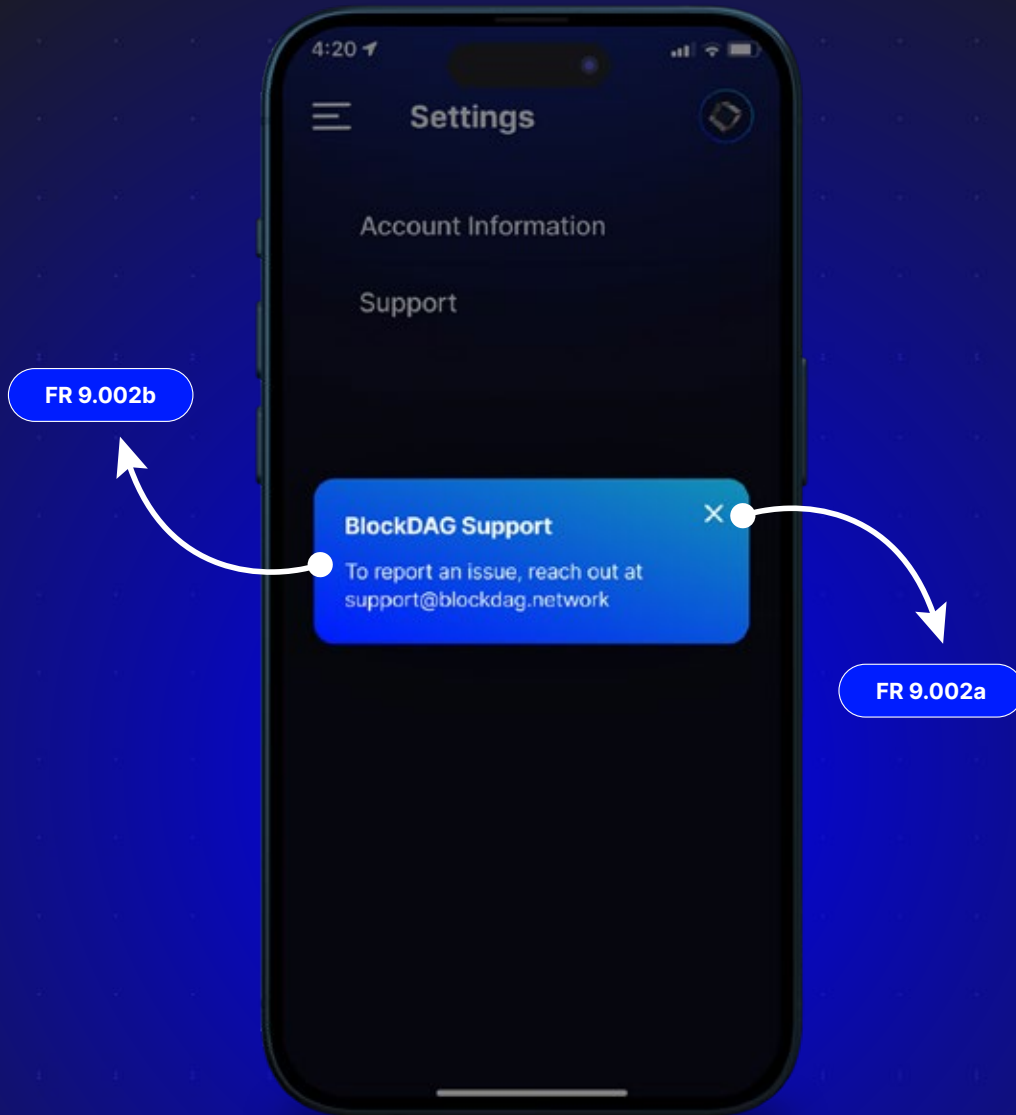 4:20
Settings
Account Information
Support
FR 9.002b
BlockDAG Support
To report an issue, reach out at
support@blockdag.network
FR 9.002a